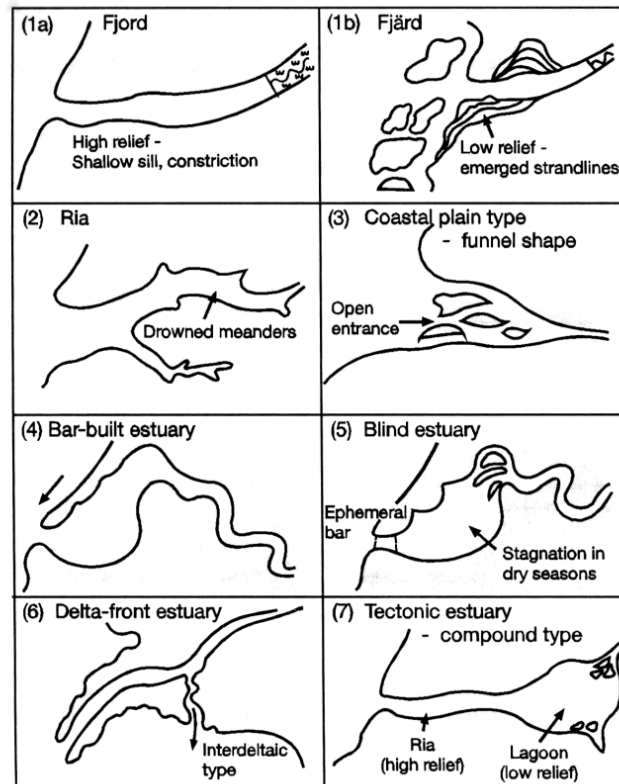 (1a) Fjord
High relief -
Shallow sill, constriction
(1b) Fjärd
Low relief -
emerged strandlines
(2) Ria
Drowned meanders
(3) Coastal plain type
- funnel shape
Open
entrance
(4) Bar-built estuary
(5) Blind estuary
Ephemeral
bar
Stagnation in
dry seasons
(6) Delta-front estuary
Interdeltaic
type
(7) Tectonic estuary
- compound type
Ria
(high relief)
Lagoon
(low relief)